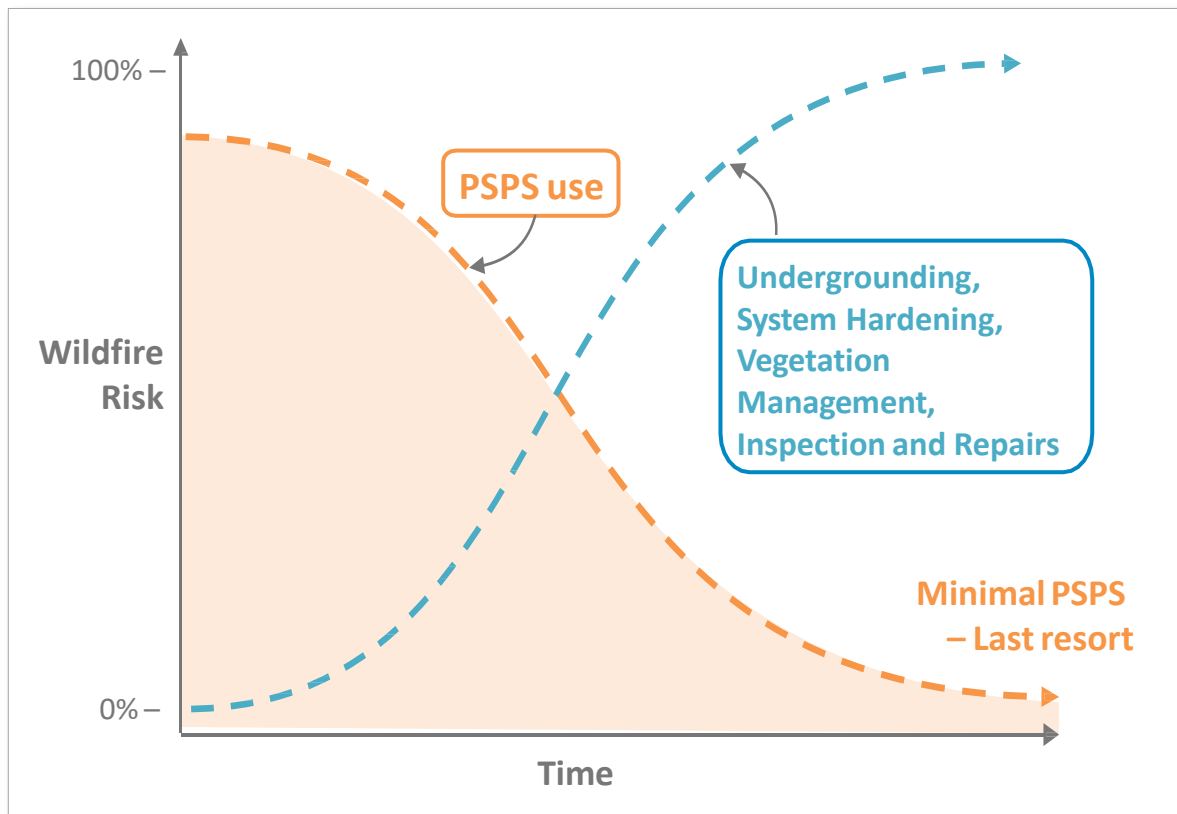 100% –
PSPS use
Undergrounding,
System Hardening,
Vegetation
Management,
Inspection and Repairs
Wildfire
Risk
Minimal PSPS
– Last resort
0% –
Time